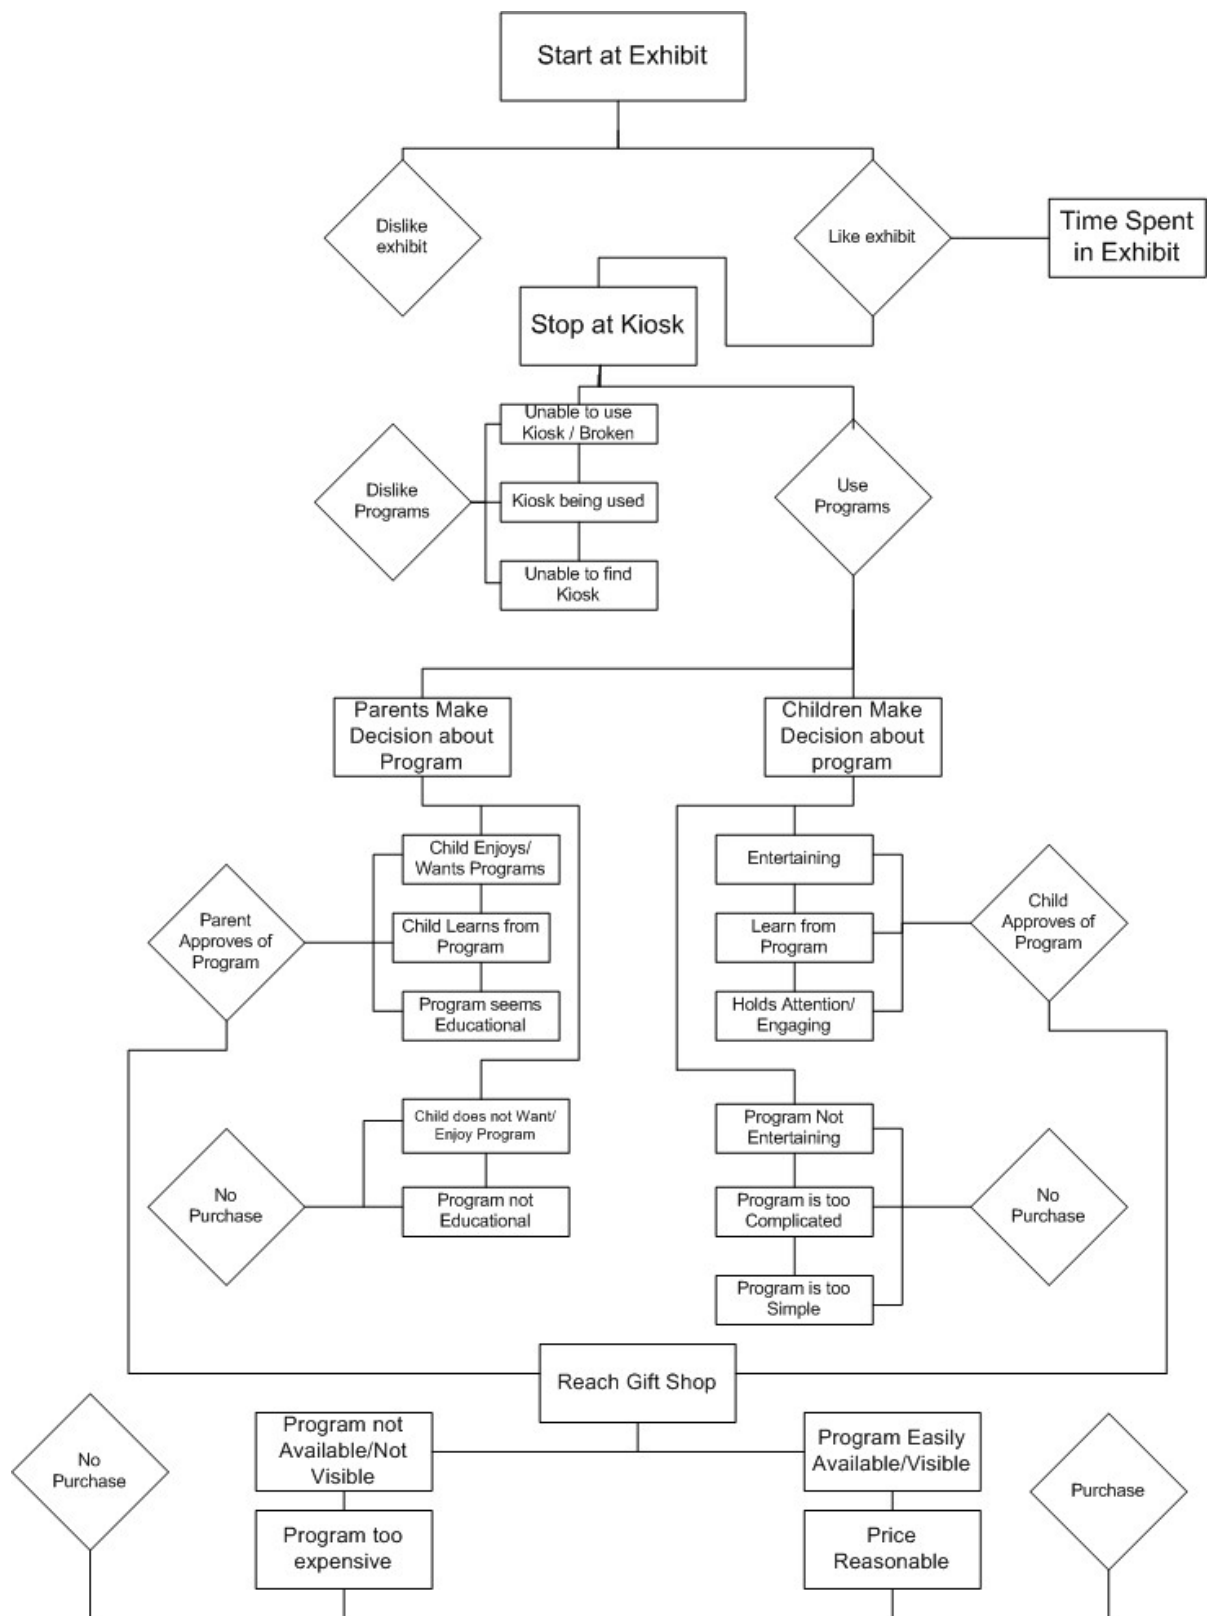 Start at Exhibit
Dislike
exhibit
Like exhibit
Time Spent
in Exhibit
Stop at Kiosk
Unable to use
Kiosk / Broken
Dislike
Programs
Kiosk being used
Use
Programs
Unable to find
Kiosk
Parents Make
Decision about
Program
Children Make
Decision about
program
Child Enjoys/
Wants Programs
Entertaining
Parent
Approves of
Program
Child Learns from
Program
Learn from
Program
Child
Approves of
Program
Program seems
Educational
Holds Attention/
Engaging
Child does not Want/
Enjoy Program
Program Not
Entertaining
No
Purchase
Program not
Educational
Program is too
Complicated
No
Purchase
Program is too
Simple
Reach Gift Shop
No
Purchase
Program not
Available/Not
Visible
Program Easily
Available/Visible
Purchase
Program too
expensive
Price
Reasonable